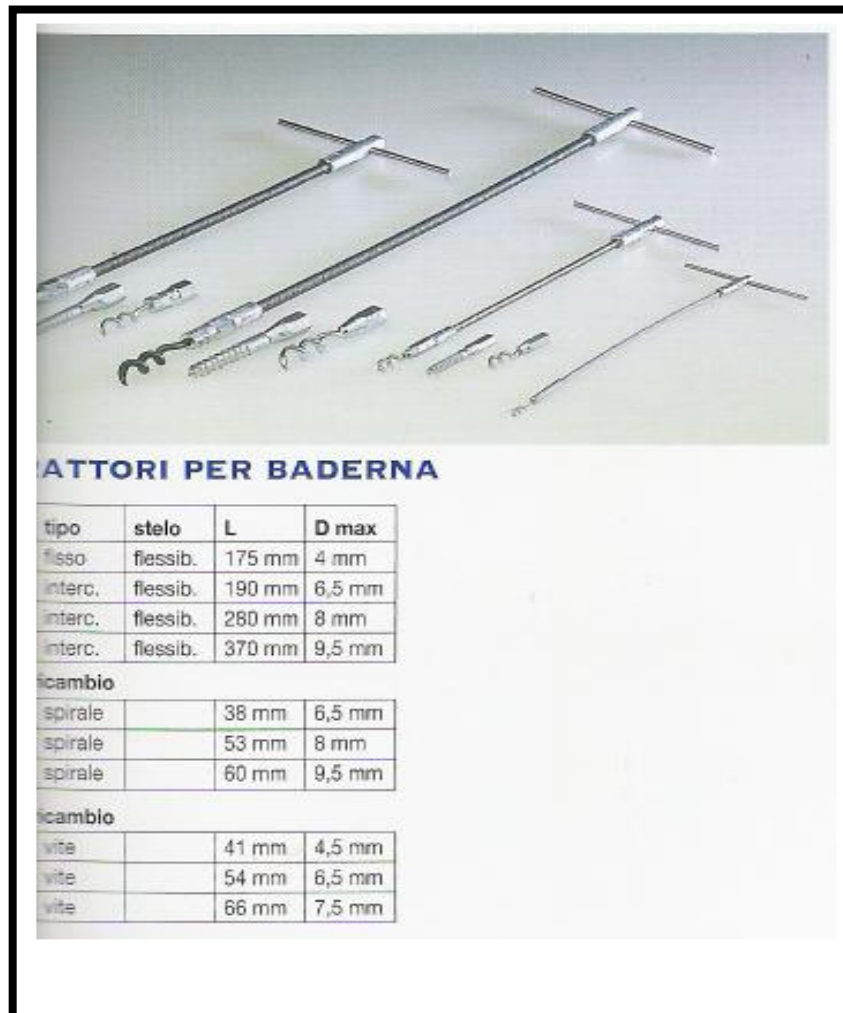 RATTORI PER BADERNA
tipo stelo L D max
fisso flessib. 175 mm 4 mm
interc. flessib. 190 mm 6,5 mm
interc. flessib. 280 mm 8 mm
interc. flessib. 370 mm 9,5 mm
ricambio
spirale 38 mm 6,5 mm
spirale 53 mm 8 mm
spirale 60 mm 9,5 mm
ricambio
vite 41 mm 4,5 mm
vite 54 mm 6,5 mm
vite 66 mm 7,5 mm